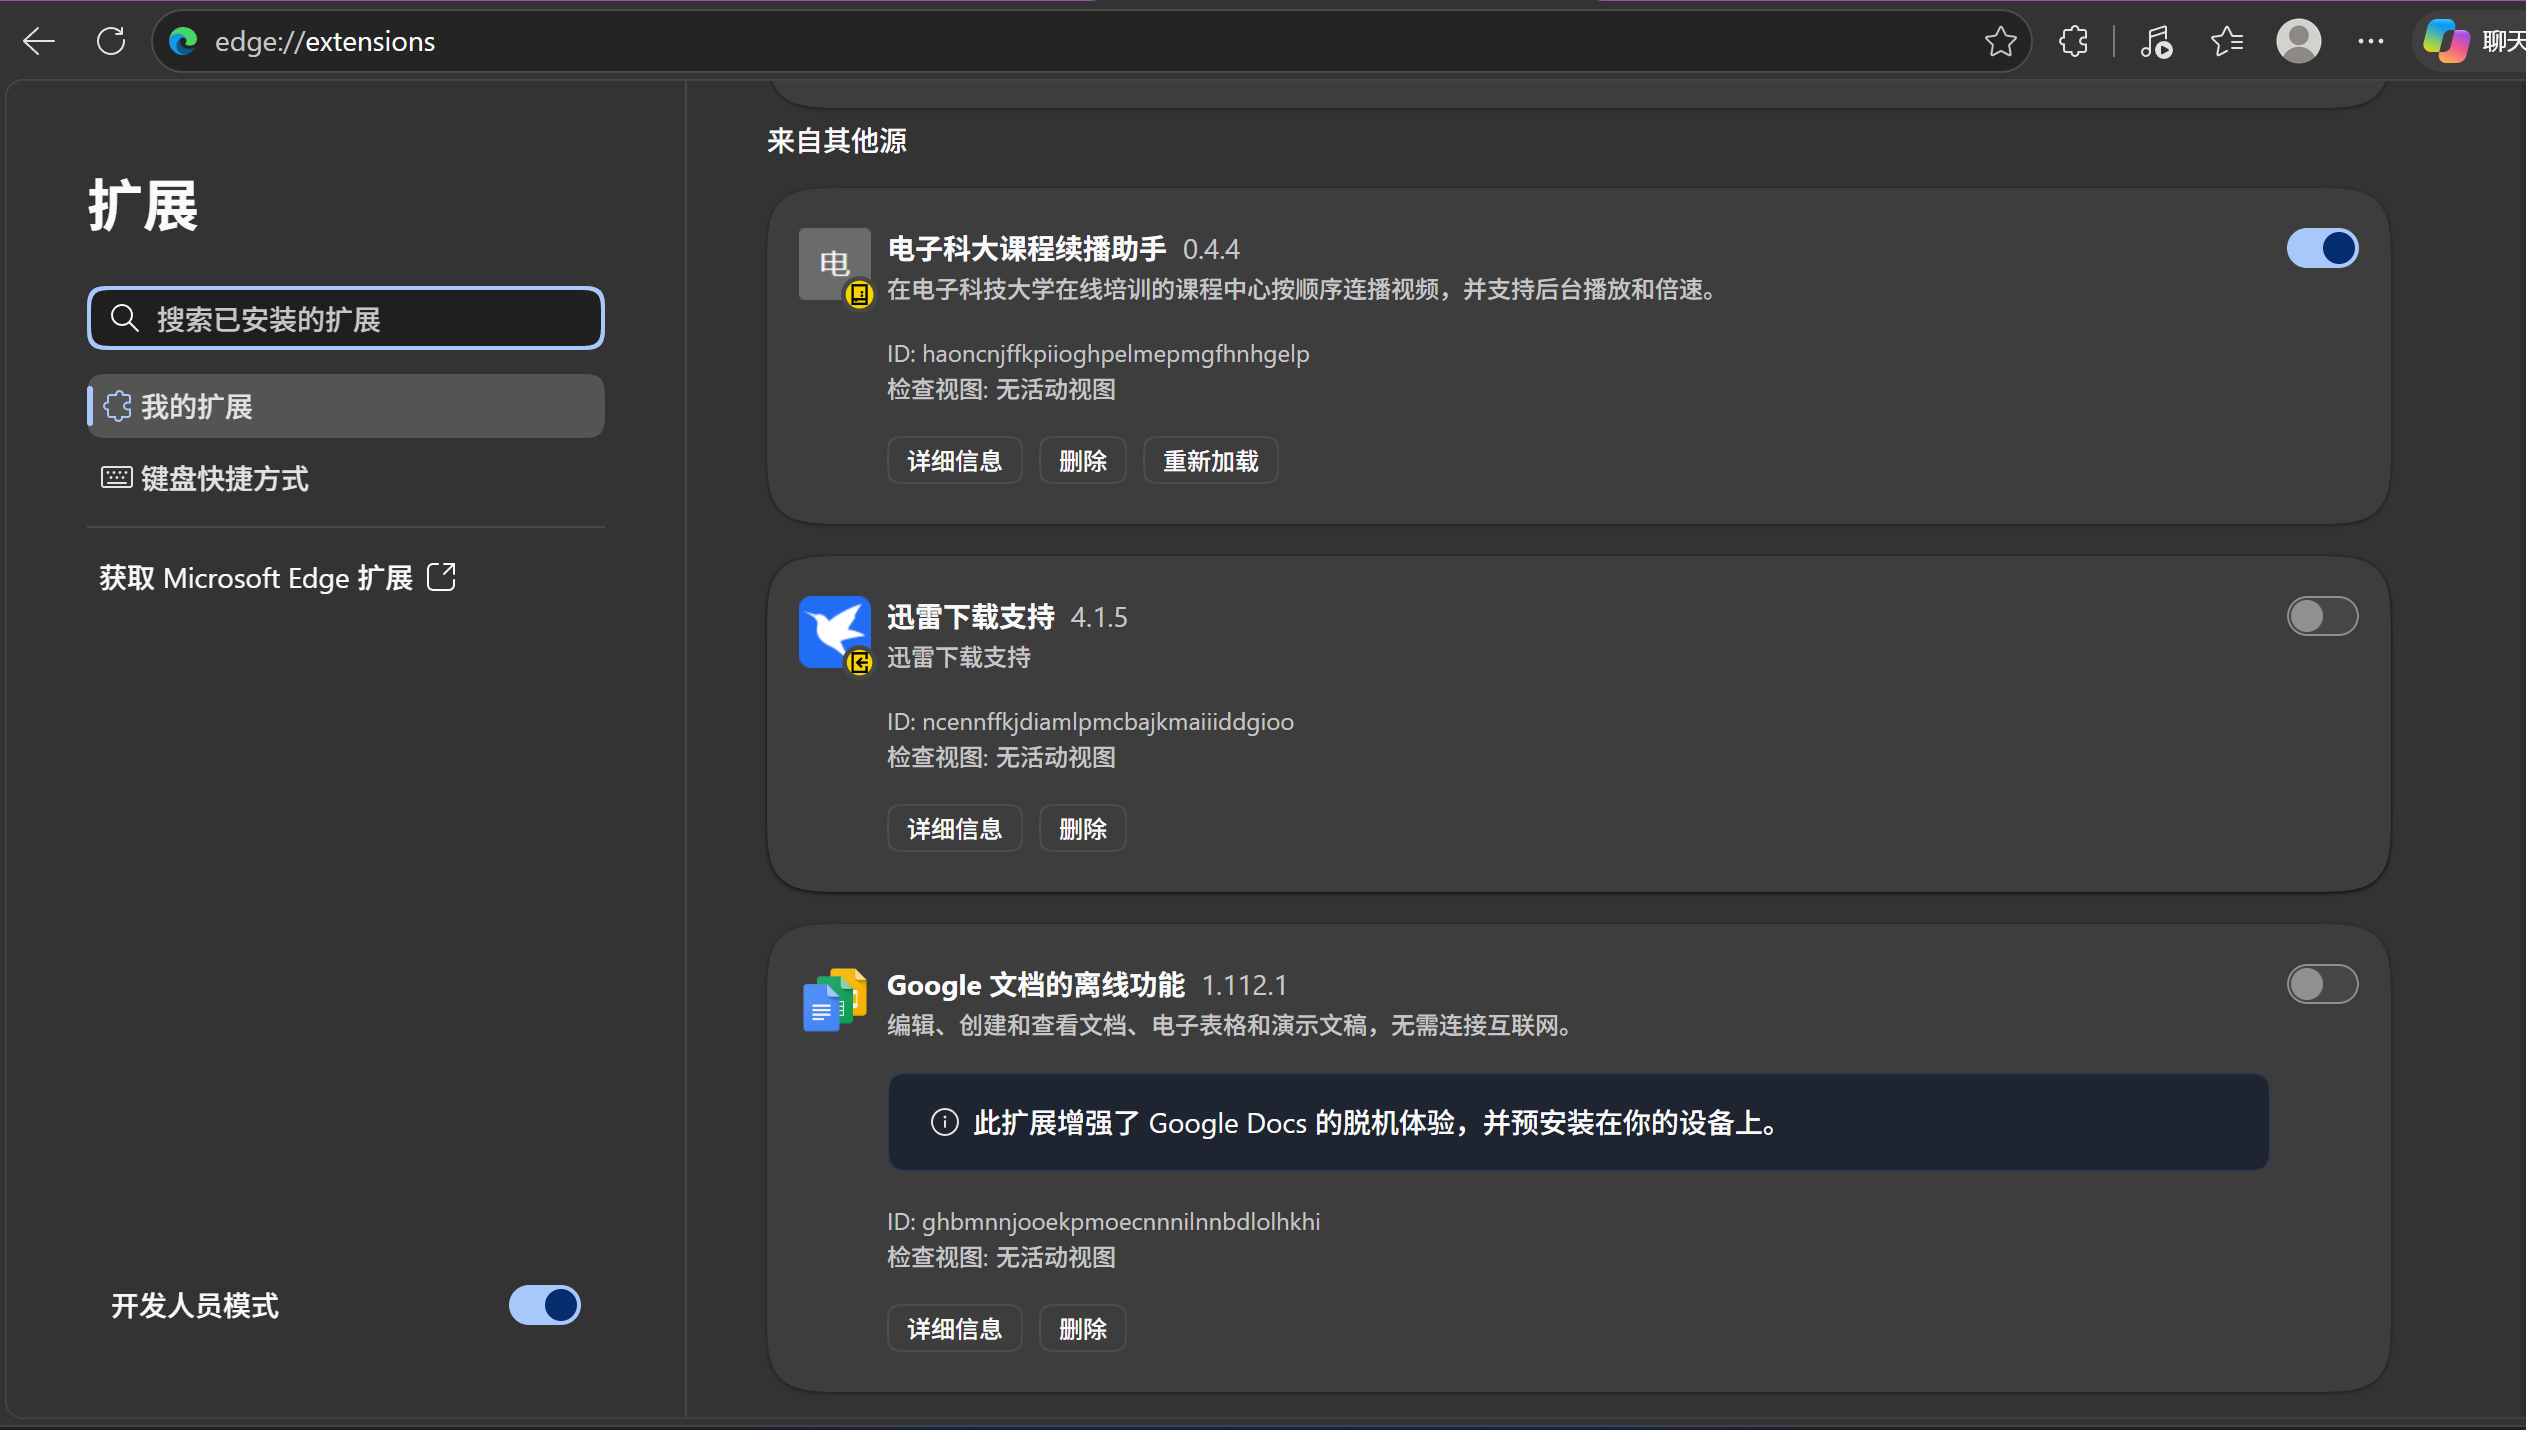 edge://extensions
聊天
扩展
搜索已安装的扩展
我的扩展
键盘快捷方式
获取 Microsoft Edge 扩展
开发人员模式
来自其他源
电
电子科大课程续播助手 0.4.4
在电子科技大学在线培训的课程中心按顺序连播视频，并支持后台播放和倍速。
ID: haoncnjffkpiioghpelmepmgfhnhgelp
检查视图: 无活动视图
详细信息 删除 重新加载
迅雷下载支持 4.1.5
迅雷下载支持
ID: ncennffkjdiamlpmcbajkmaiiiddgioo
检查视图: 无活动视图
详细信息 删除
Google 文档的离线功能 1.112.1
编辑、创建和查看文档、电子表格和演示文稿，无需连接互联网。
此扩展增强了 Google Docs 的脱机体验，并预安装在你的设备上。
ID: ghbmnnjooekpmoecnnnilnnbdlolhkhi
检查视图: 无活动视图
详细信息 删除